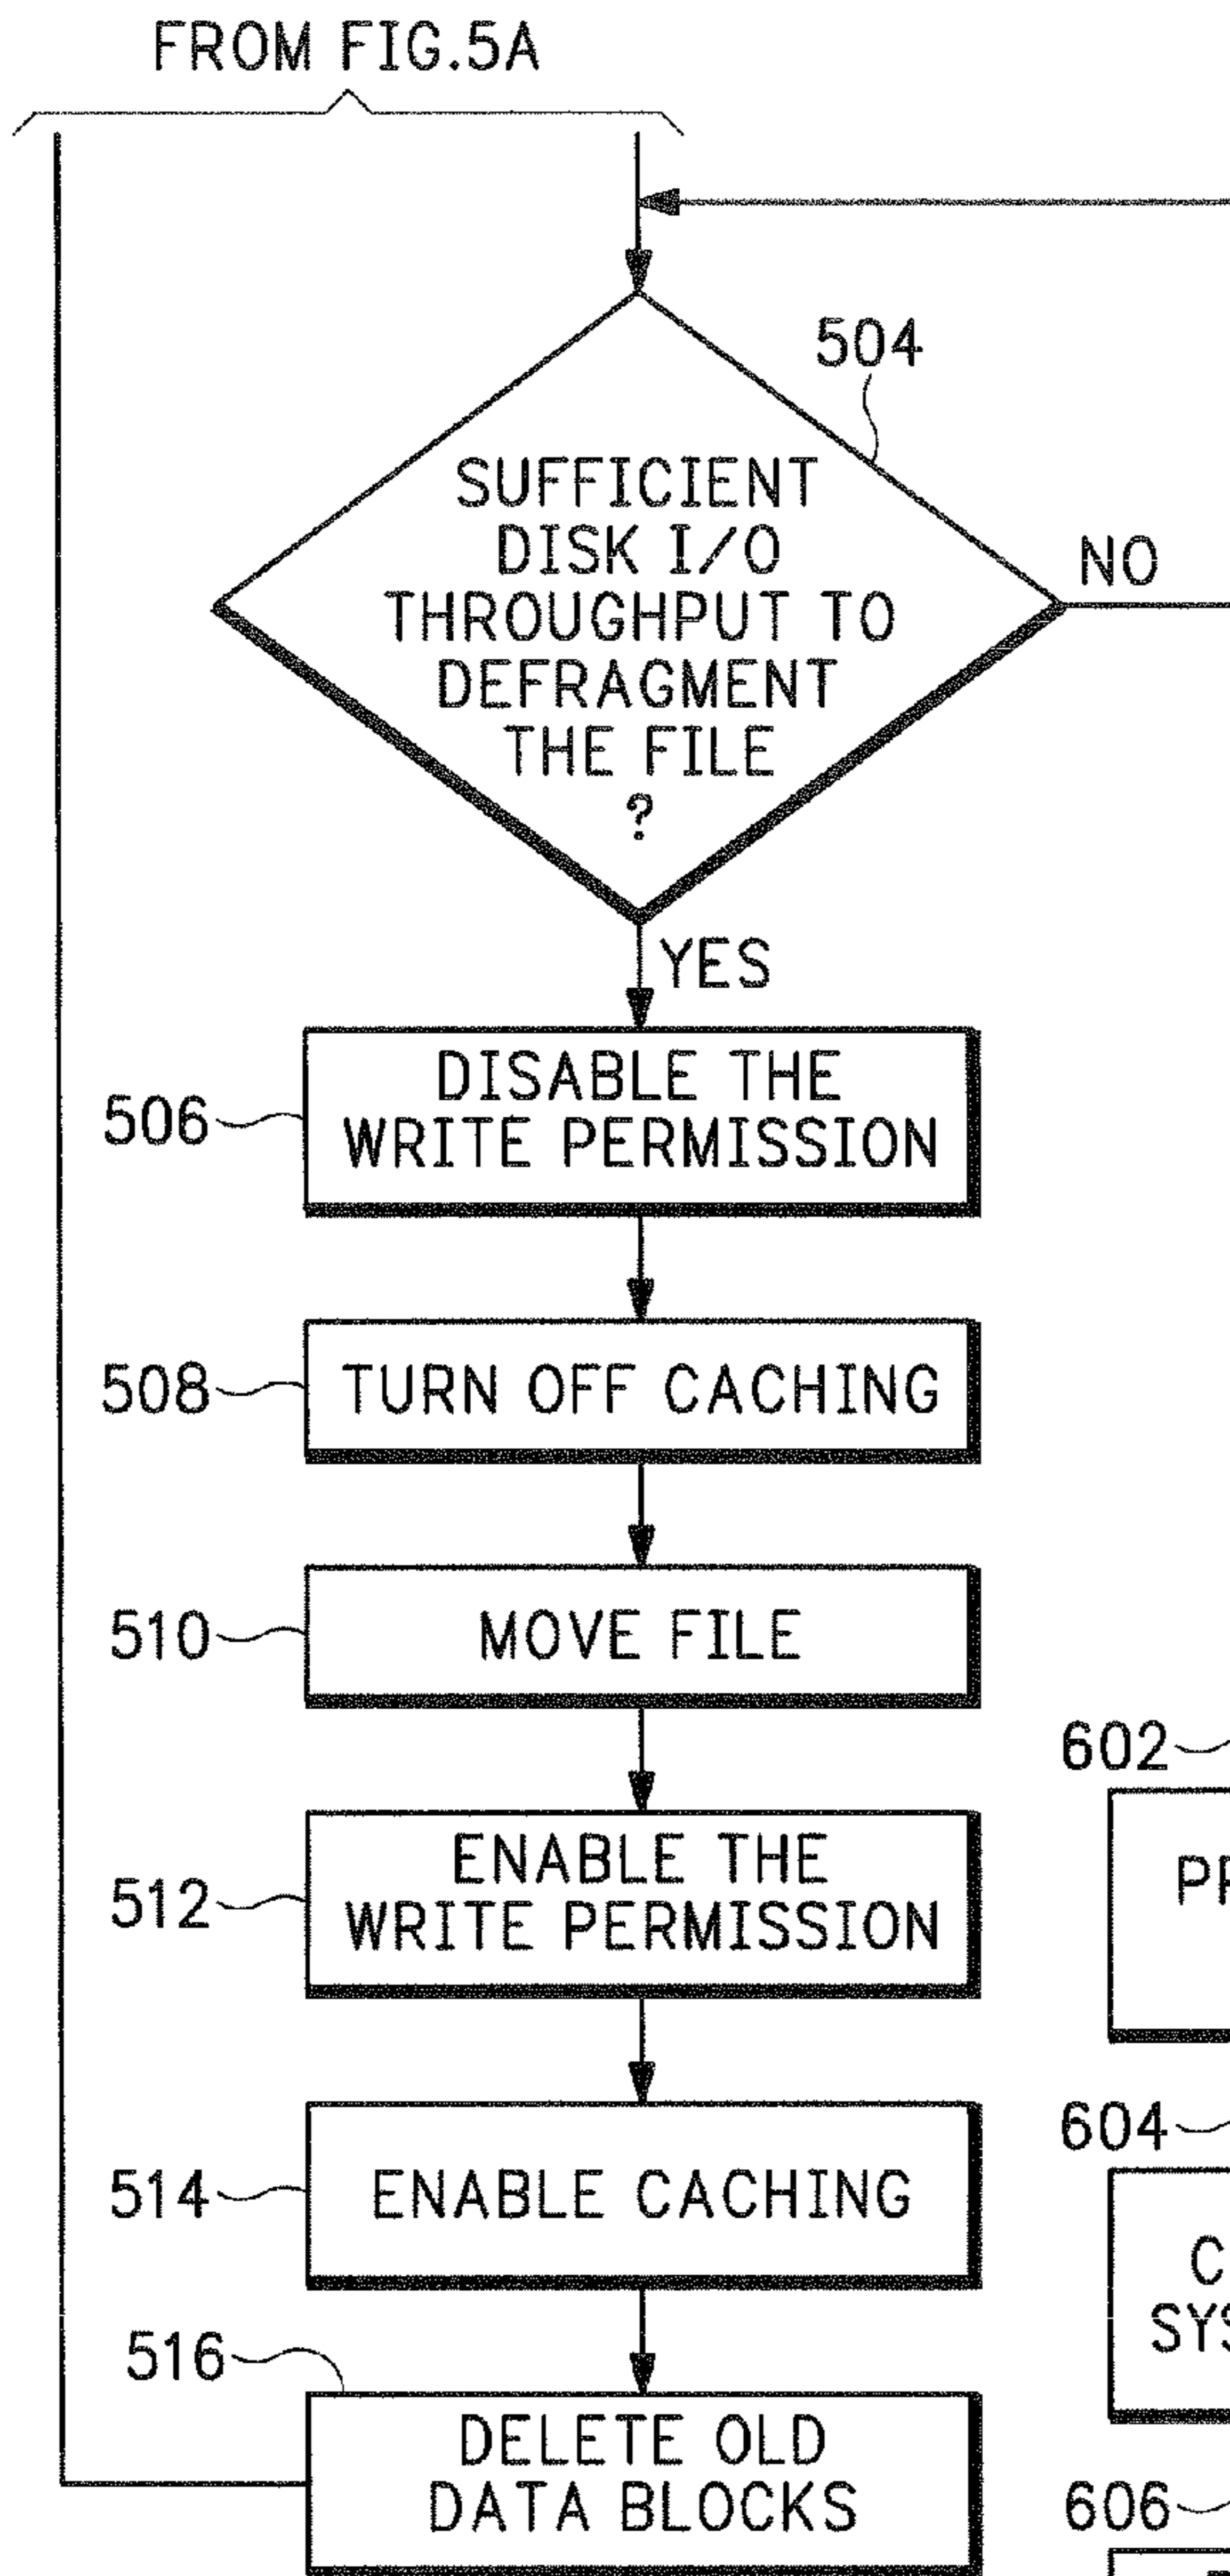 FROM FIG.5A
504
SUFFICIENT
DISK I/O
THROUGHPUT TO
DEFRAGMENT
THE FILE
?
NO
YES
506
DISABLE THE
WRITE PERMISSION
508
TURN OFF CACHING
510
MOVE FILE
512
ENABLE THE
WRITE PERMISSION
514
ENABLE CACHING
516
DELETE OLD
DATA BLOCKS
602
604
606